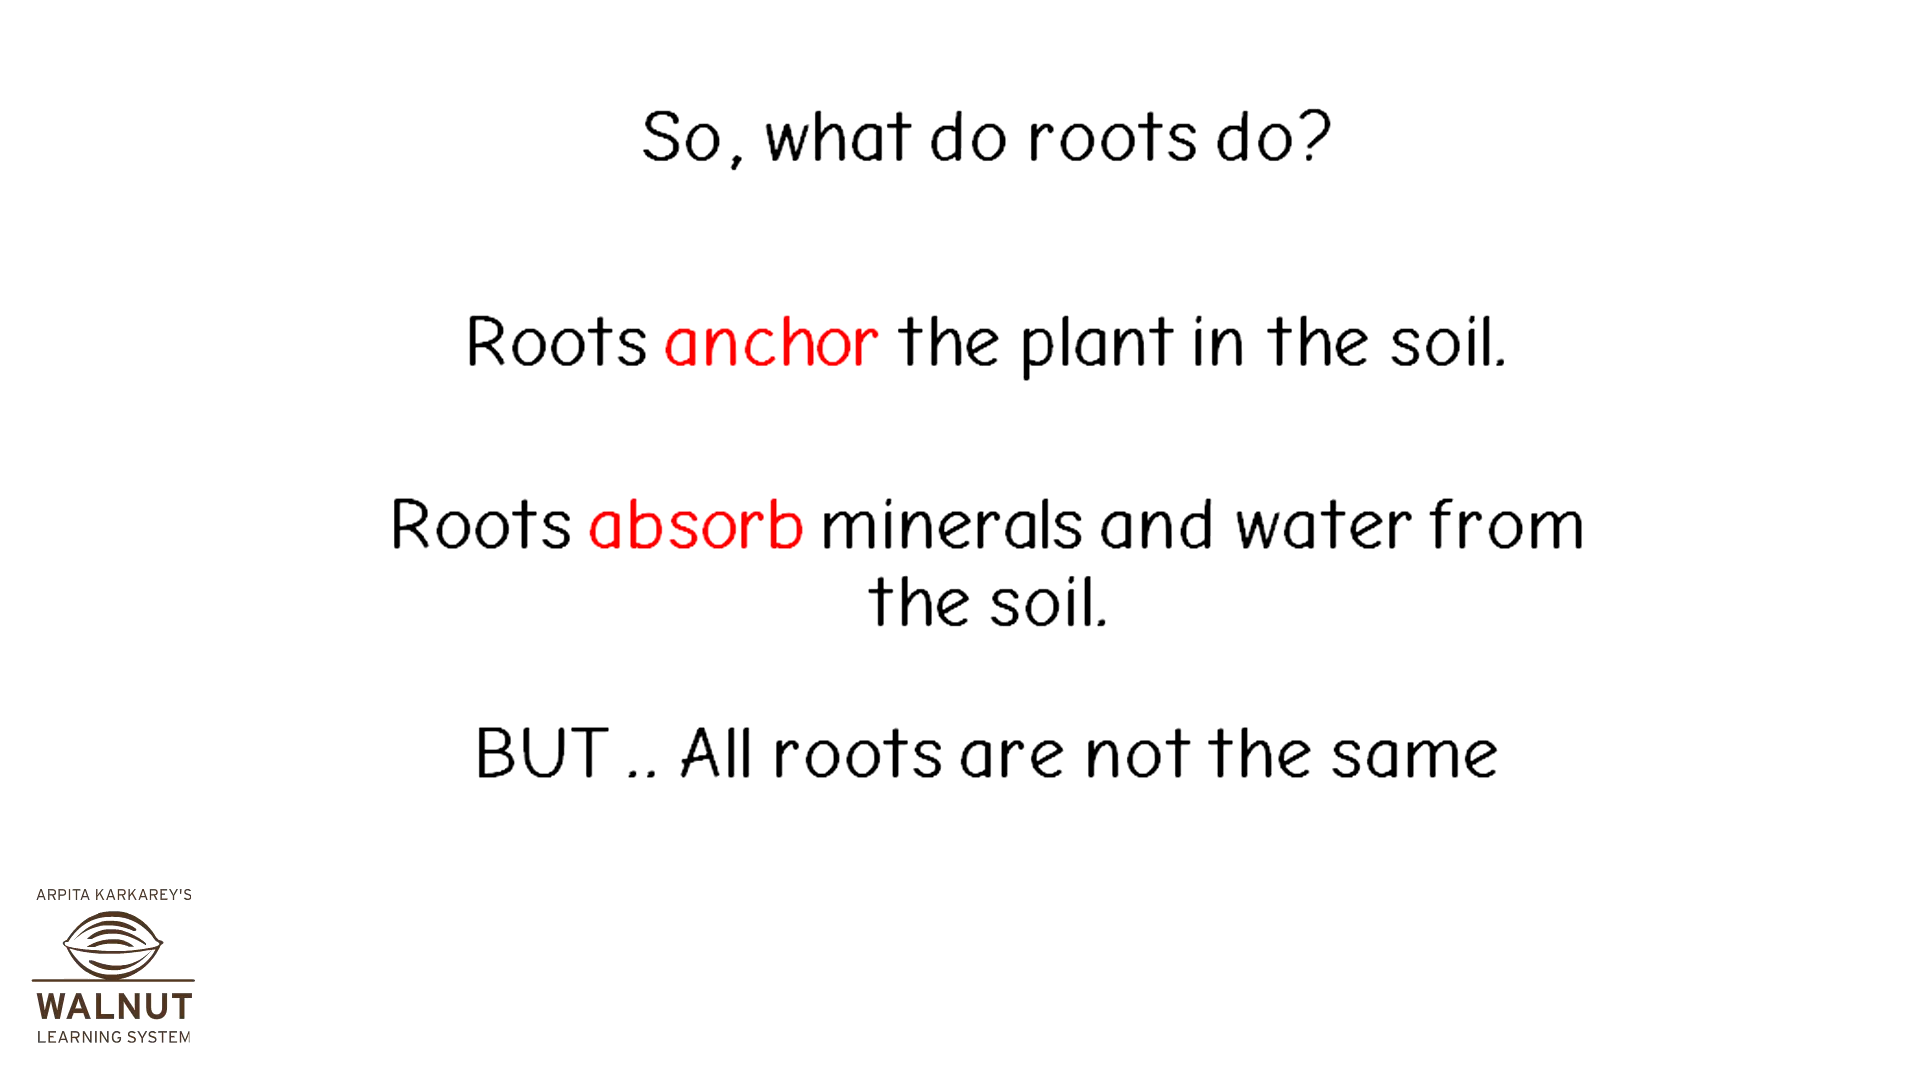 So, what do roots do?
Roots anchor the plant in the soil.
Roots absorb minerals and water from
the soil.
BUT .. All roots are not the same
ARPITA KARKAREY'S
WALNUT
LEARNING SYSTEM